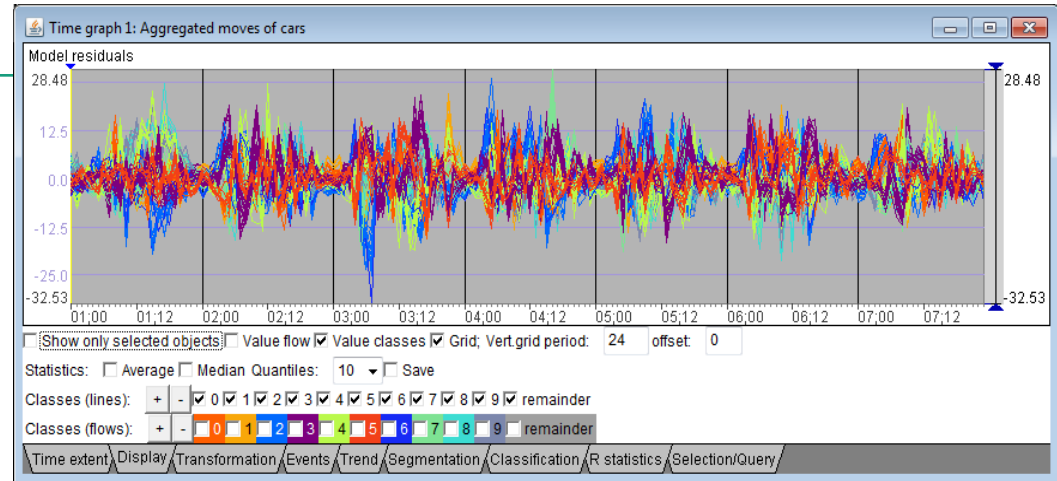 Time graph 1: Aggregated moves of cars
Model residuals
28.48 28.48
12.5
0.0
-12.5
-25.0
-32.53 -32.53
01;00 01;12 02;00 02;12 03;00 03;12 04;00 04;12 05;00 05;12 06;00 06;12 07;00 07;12
Show only selected objects Value flow Value classes Grid; Vert.grid period: 24 offset: 0
Statistics: Average Median Quantiles: 10 Save
Classes (lines): + - 0 1 2 3 4 5 6 7 8 9 remainder
Classes (flows): + - 0 1 2 3 4 5 6 7 8 9 remainder
Time extent Display Transformation Events Trend Segmentation Classification R statistics Selection/Query